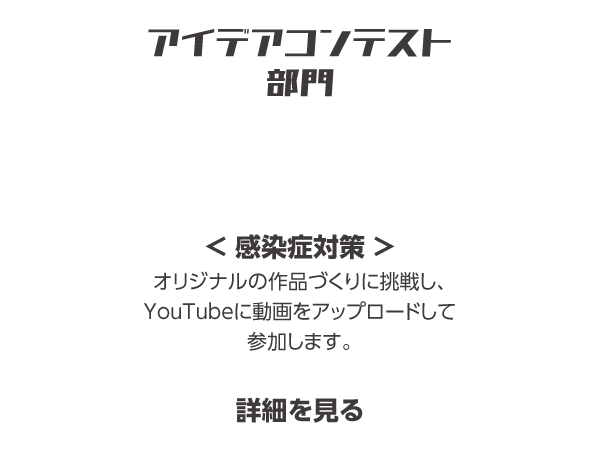 アイデアコンテスト
部門
＜ 感染症対策 ＞
オリジナルの作品づくりに挑戦し、
YouTubeに動画をアップロードして
参加します。
詳細を見る